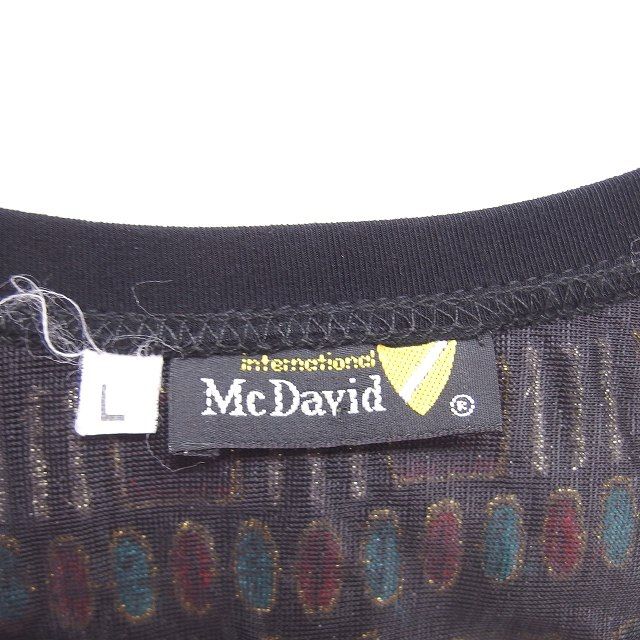 L
international
McDavid
®